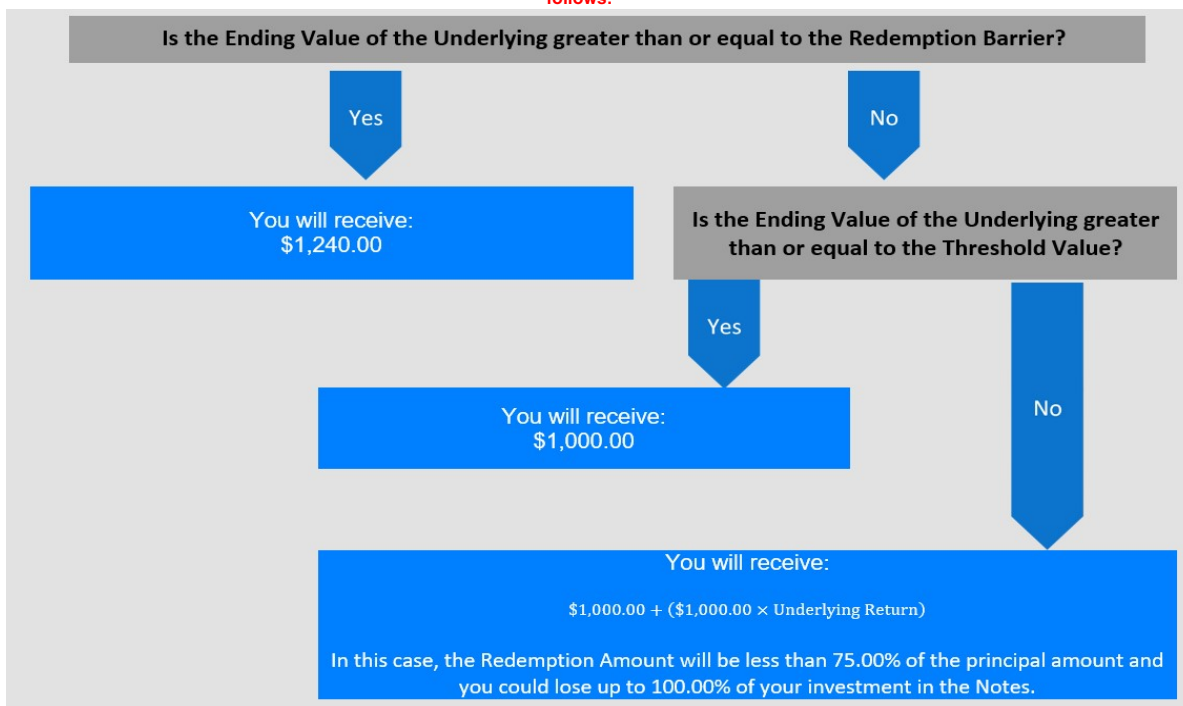 follows:
Is the Ending Value of the Underlying greater than or equal to the Redemption Barrier?
Yes
No
You will receive:
$1,240.00
Is the Ending Value of the Underlying greater
than or equal to the Threshold Value?
Yes
No
You will receive:
$1,000.00
You will receive:
$1,000.00 + ($1,000.00 × Underlying Return)
In this case, the Redemption Amount will be less than 75.00% of the principal amount and
you could lose up to 100.00% of your investment in the Notes.